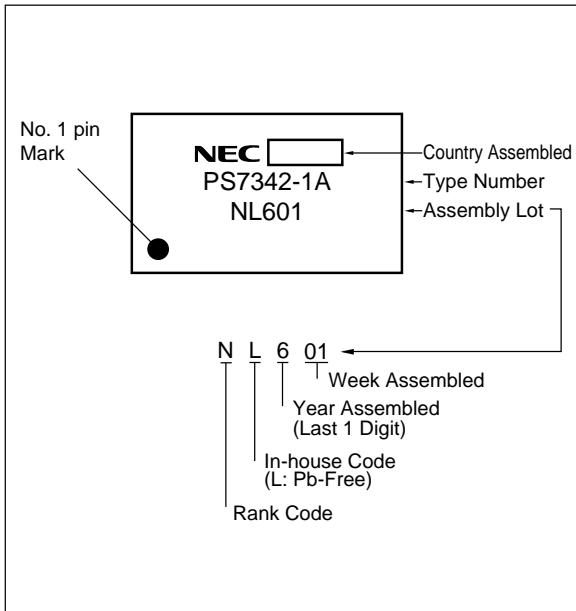 No. 1 pin
Mark
NEC
Country Assembled
PS7342-1A
Type Number
NL601
Assembly Lot
N L 6 01
Week Assembled
Year Assembled
(Last 1 Digit)
In-house Code
(L: Pb-Free)
Rank Code